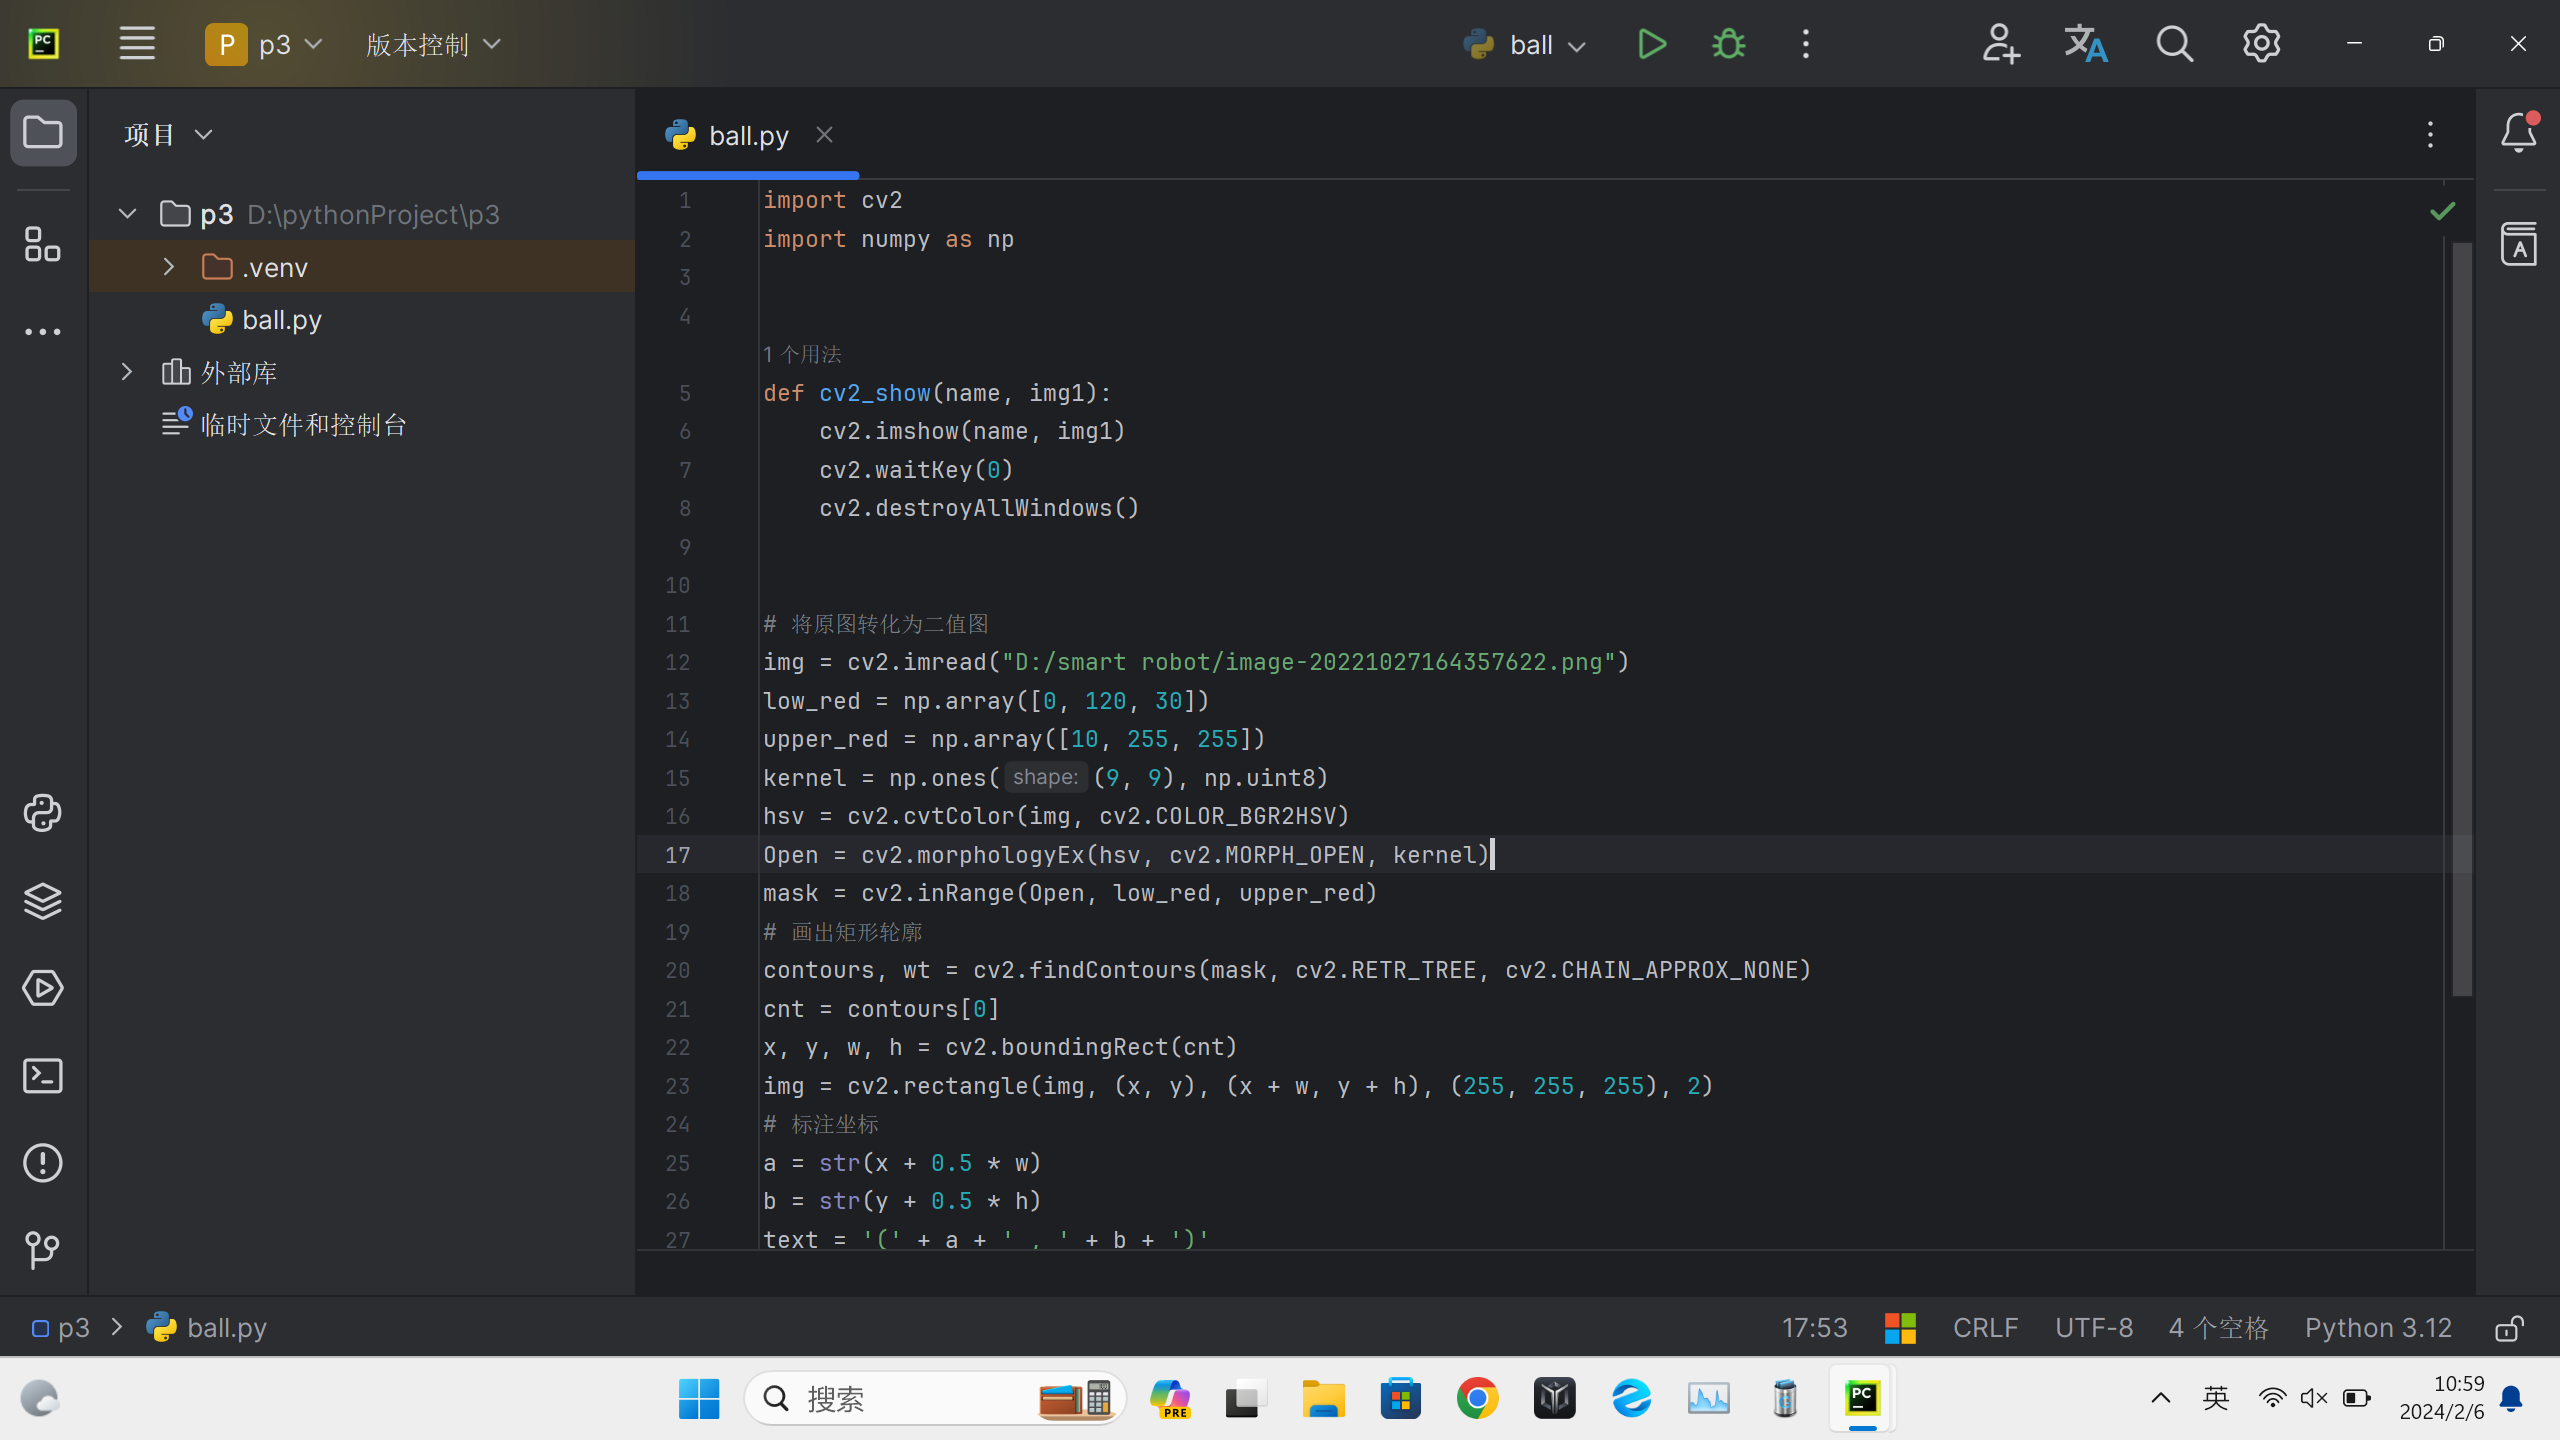 PC
P p3
版本控制
ball
文A
项目
ball.py
p3 D:\pythonProject\p3
.venv
ball.py
外部库
临时文件和控制台
1 import cv2
2 import numpy as np
3
4
1 个用法
5 def cv2_show(name, img1):
6 cv2.imshow(name, img1)
7 cv2.waitKey(0)
8 cv2.destroyAllWindows()
9
10
11 # 将原图转化为二值图
12 img = cv2.imread("D:/smart robot/image-20221027164357622.png")
13 low_red = np.array([0, 120, 30])
14 upper_red = np.array([10, 255, 255])
15 kernel = np.ones( shape: (9, 9), np.uint8)
16 hsv = cv2.cvtColor(img, cv2.COLOR_BGR2HSV)
17 Open = cv2.morphologyEx(hsv, cv2.MORPH_OPEN, kernel)
18 mask = cv2.inRange(Open, low_red, upper_red)
19 # 画出矩形轮廓
20 contours, wt = cv2.findContours(mask, cv2.RETR_TREE, cv2.CHAIN_APPROX_NONE)
21 cnt = contours[0]
22 x, y, w, h = cv2.boundingRect(cnt)
23 img = cv2.rectangle(img, (x, y), (x + w, y + h), (255, 255, 255), 2)
24 # 标注坐标
25 a = str(x + 0.5 * w)
26 b = str(y + 0.5 * h)
27 text = '(' + a + ' , ' + b + ')'
p3 ball.py
17:53 CRLF UTF-8 4 个空格 Python 3.12
搜索
PRE
PC
英
10:59
2024/2/6